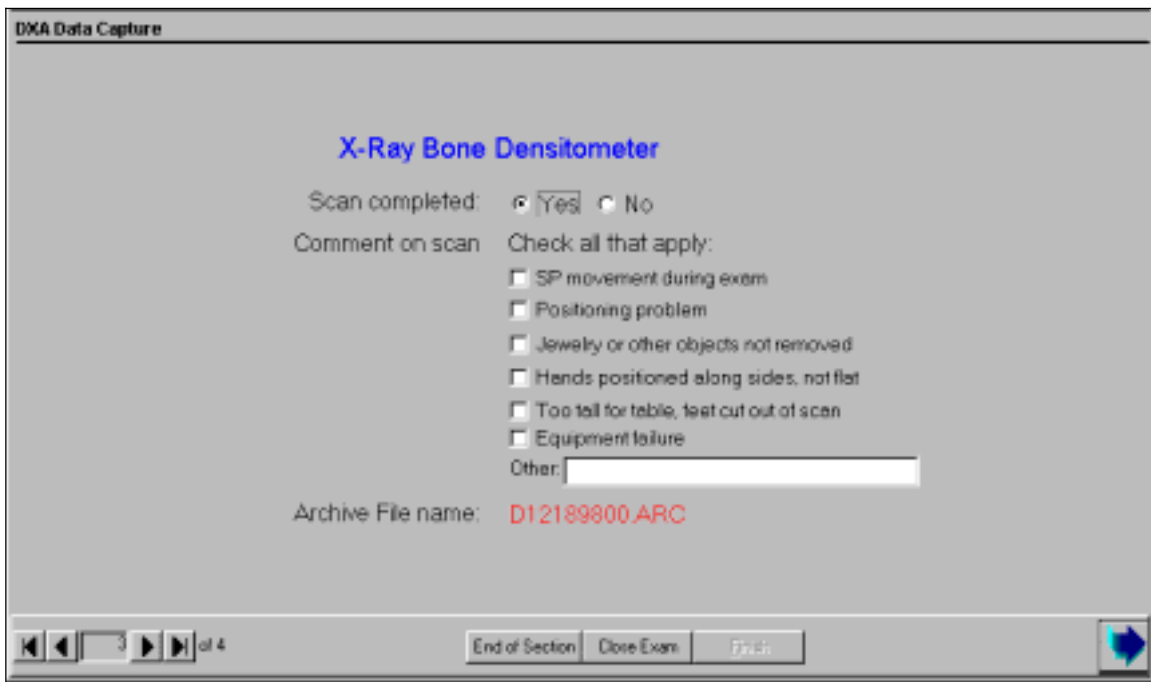 DXA Data Capture
X-Ray Bone Densitometer
Scan completed: Yes No
Comment on scan Check all that apply:
SP movement during exam
Positioning problem
Jewelry or other objects not removed
Hands positioned along sides, not flat
Too tall for table, feet cut out of scan
Equipment failure
Other:
Archive File name: D12189800.ARC
3 of 4 End of Section Close Exam Finish